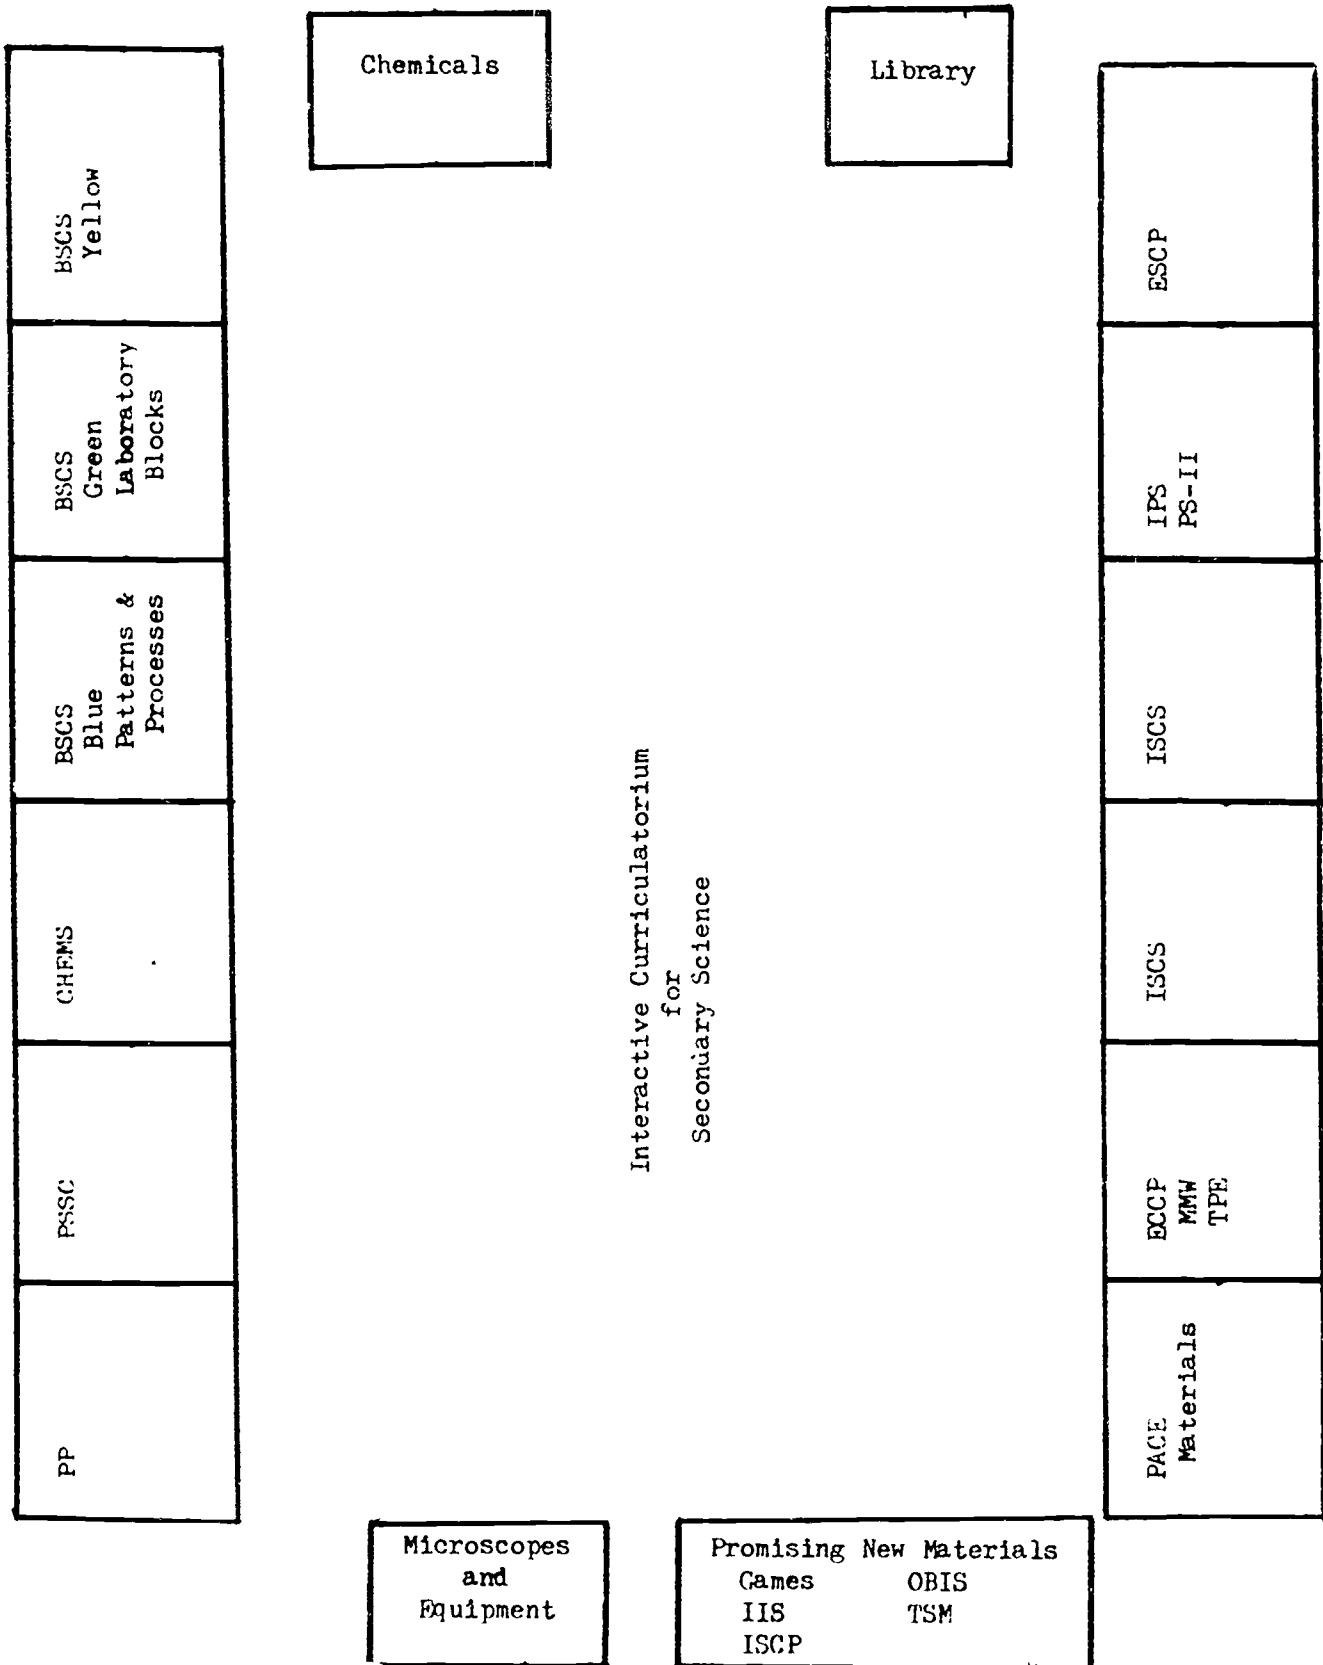 Chemicals
Library
BSCS
Yellow
BSCS
Green
Laboratory
Blocks
BSCS
Blue
Patterns &
Processes
CHEMS
PSSC
PP
Interactive Curriculatorium
for
Secondary Science
ESCP
IPS
PS-II
ISCS
ISCS
ECCP
MMW
TPE
PACE
Materials
Microscopes
and
Equipment
Promising New Materials
Games OBIS
IIS TSM
ISCP